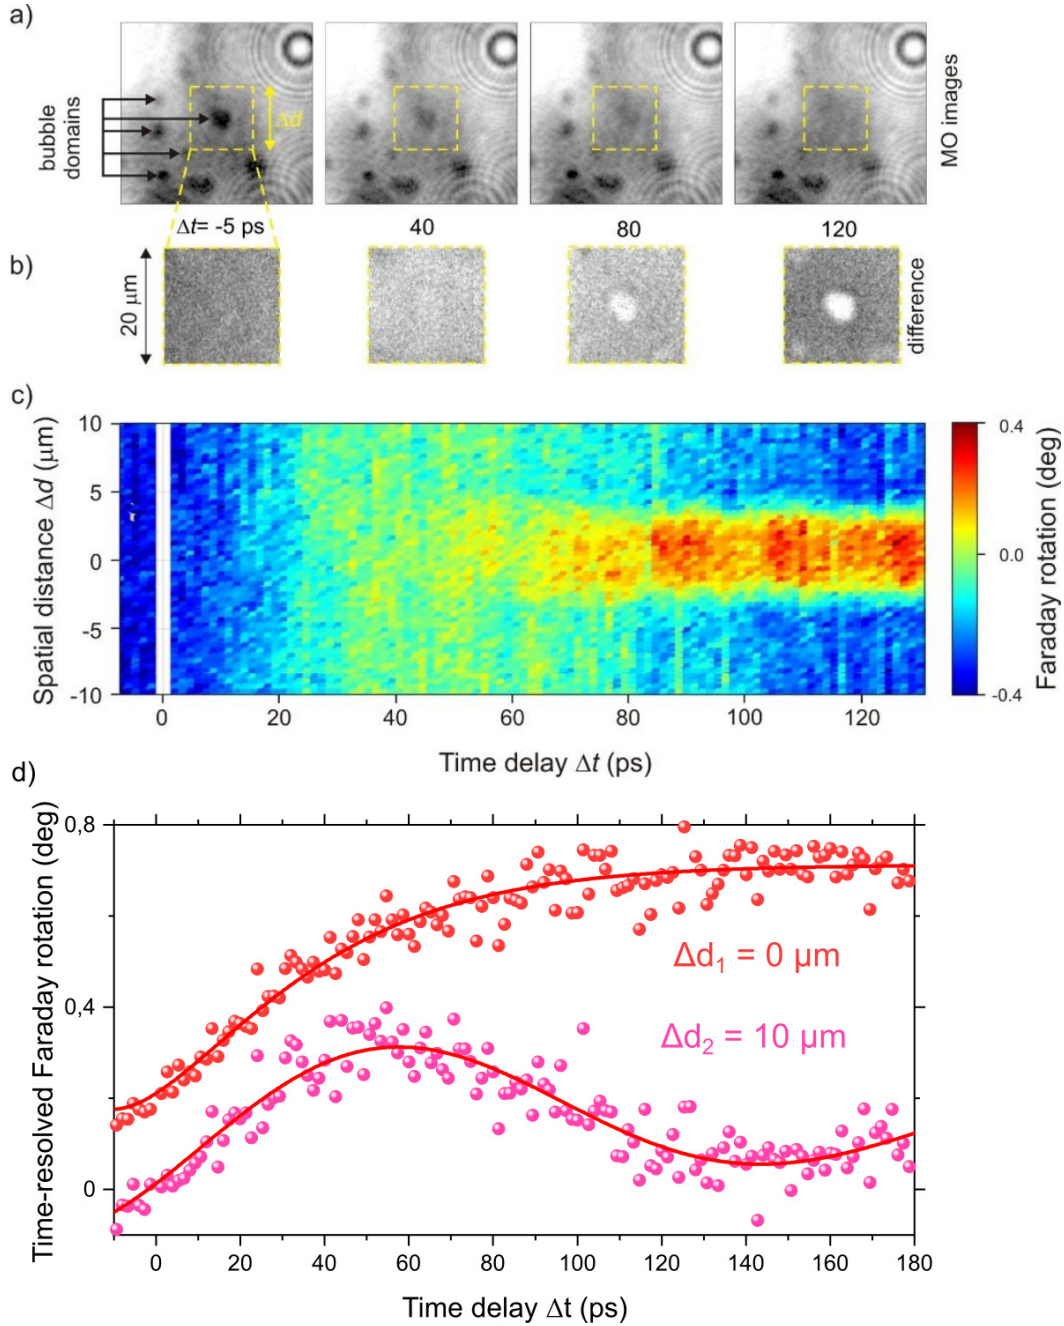 a)
bubble
domains
Δd
MO images
Δt= -5 ps
40
80
120
b)
20 μm
difference
c)
Spatial distance Δd (μm)
10
5
0
-5
-10
0
20
40
60
80
100
120
Time delay Δt (ps)
0.4
0.0
-0.4
Faraday rotation (deg)
d)
Time-resolved Faraday rotation (deg)
0.8
0.4
0
Δd₁ = 0 μm
Δd₂ = 10 μm
0
20
40
60
80
100
120
140
160
180
Time delay Δt (ps)